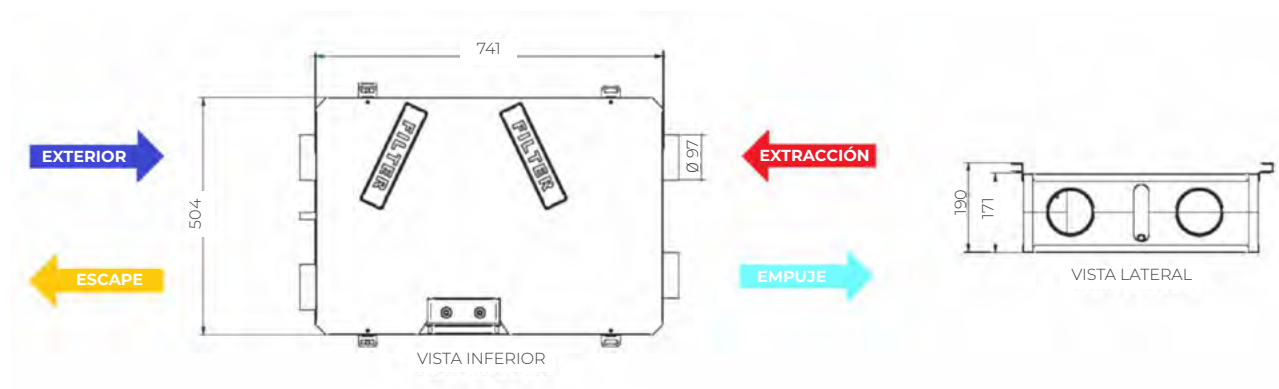 741
EXTERIOR
FILTER
FILTER
Ø 97
EXTRACCIÓN
504
190
171
ESCAPE
EMPUJE
VISTA LATERAL
VISTA INFERIOR